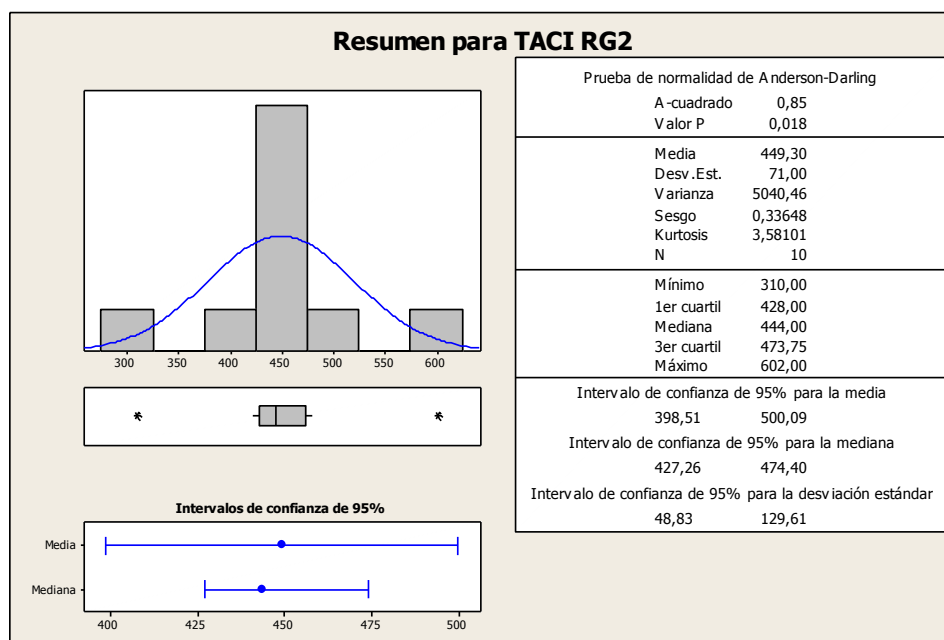 Resumen para TACI RG2
300 350 400 450 500 550 600
Intervalos de confianza de 95%
Media
Mediana
400 425 450 475 500
Prueba de normalidad de Anderson-Darling
A-cuadrado 0,85
Valor P 0,018
Media 449,30
Desv.Est. 71,00
Varianza 5040,46
Sesgo 0,33648
Kurtosis 3,58101
N 10
Mínimo 310,00
1er cuartil 428,00
Mediana 444,00
3er cuartil 473,75
Máximo 602,00
Intervalo de confianza de 95% para la media
398,51 500,09
Intervalo de confianza de 95% para la mediana
427,26 474,40
Intervalo de confianza de 95% para la desviación estándar
48,83 129,61